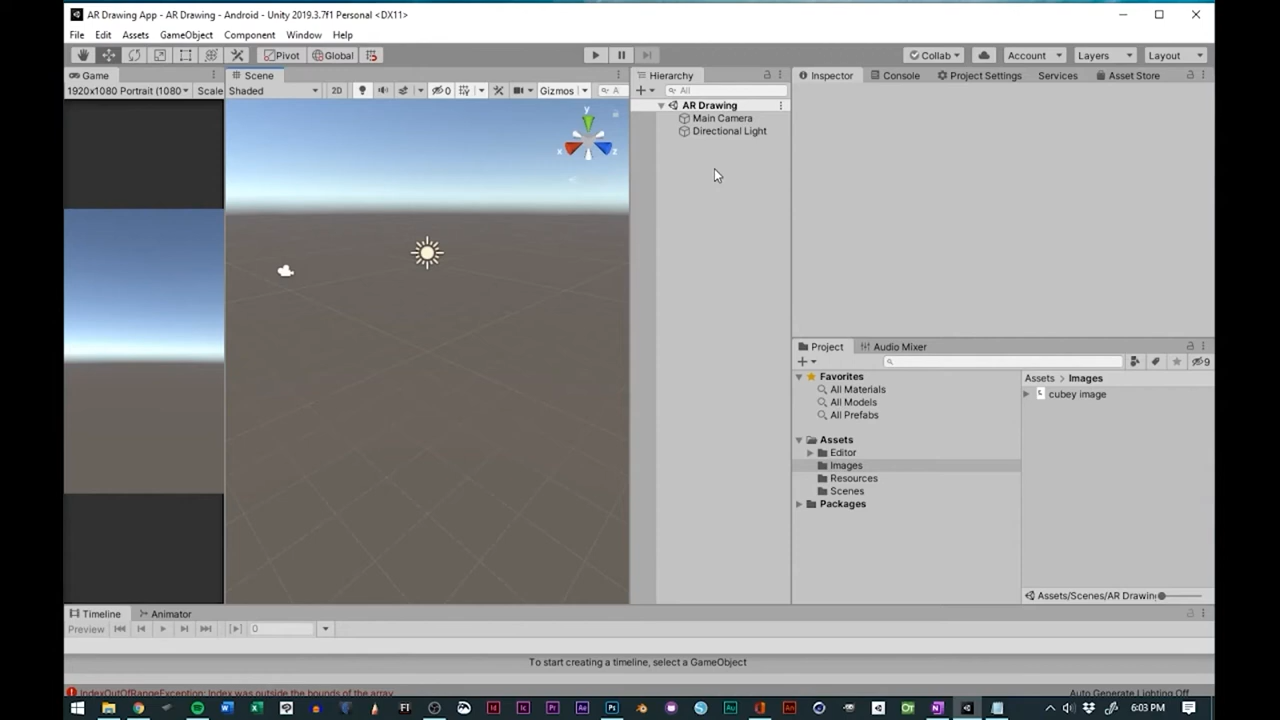 AR Drawing App - AR Drawing - Android - Unity 2019.3.7f1 Personal <DX11>
File Edit Assets GameObject Component Window Help
Pivot Global Collab Account Layers Layout
Game Scene Hierarchy Inspector Console Project Settings Services Asset Store
1920x1080 Portrait (1080 Scale Shaded 2D 0 Gizmos A All
AR Drawing
Main Camera
Directional Light
y
x z
Project Audio Mixer
9
Favorites
All Materials
All Models
All Prefabs
Assets
Editor
Images
Resources
Scenes
Packages
Assets > Images
cubey image
Assets/Scenes/AR Drawin
Timeline Animator
Preview 0
To start creating a timeline, select a GameObject
IndexOutOfRangeException: Index was outside the bounds of the array.
Auto Generate Lighting Off
6:03 PM